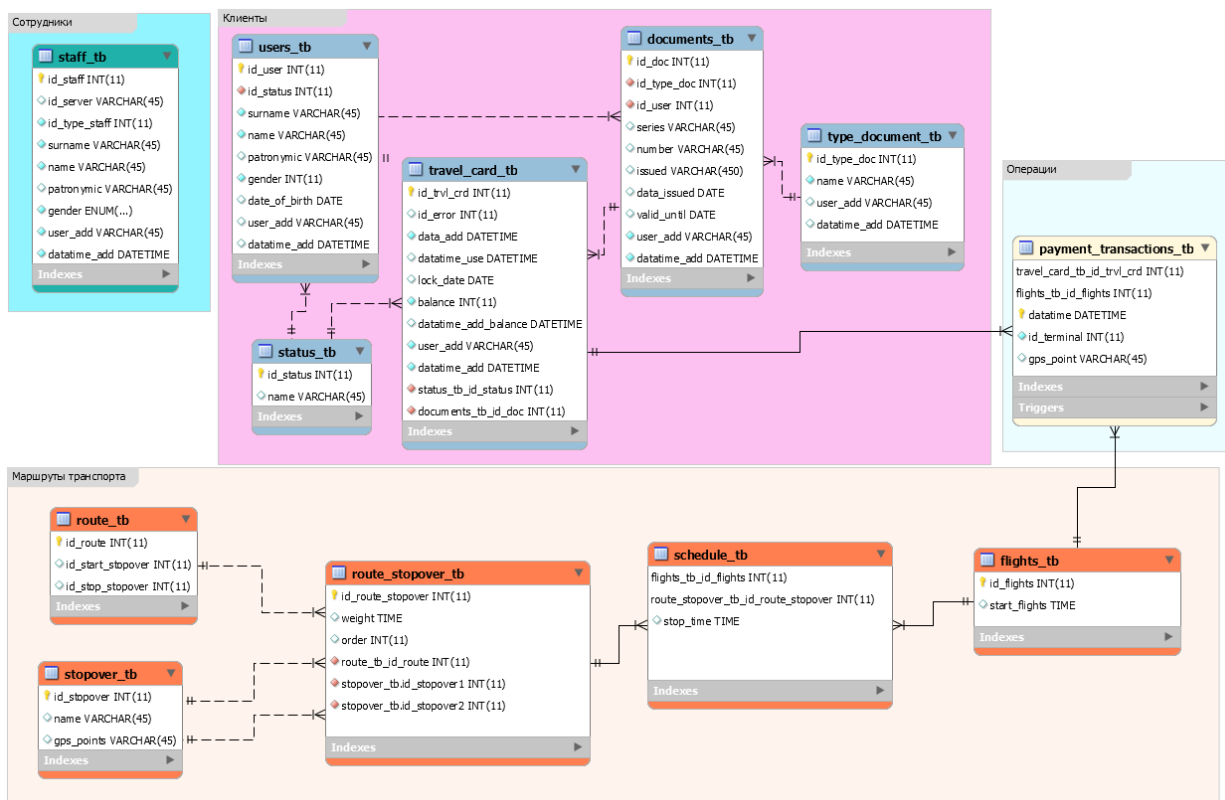 Сотрудники
staff_tb
id_staff INT(11)
id_server VARCHAR(45)
id_type_staff INT(11)
surname VARCHAR(45)
name VARCHAR(45)
patronymic VARCHAR(45)
gender ENUM(...)
user_add VARCHAR(45)
datatime_add DATETIME
Indexes
Клиенты
users_tb
id_user INT(11)
id_status INT(11)
surname VARCHAR(45)
name VARCHAR(45)
patronymic VARCHAR(45)
gender INT(11)
date_of_birth DATE
user_add VARCHAR(45)
datatime_add DATETIME
Indexes
status_tb
id_status INT(11)
name VARCHAR(45)
Indexes
travel_card_tb
id_trvl_crd INT(11)
id_error INT(11)
data_add DATETIME
datatime_use DATETIME
lock_date DATE
balance INT(11)
datatime_add_balance DATETIME
user_add VARCHAR(45)
datatime_add DATETIME
status_tb_id_status INT(11)
documents_tb_id_doc INT(11)
Indexes
documents_tb
id_doc INT(11)
id_type_doc INT(11)
id_user INT(11)
series VARCHAR(45)
number VARCHAR(45)
issued VARCHAR(450)
data_issued DATE
valid_until DATE
user_add VARCHAR(45)
datatime_add DATETIME
Indexes
type_document_tb
id_type_doc INT(11)
name VARCHAR(45)
user_add VARCHAR(45)
datatime_add DATETIME
Indexes
Операции
payment_transactions_tb
travel_card_tb_id_trvl_crd INT(11)
flights_tb_id_flights INT(11)
datatime DATETIME
id_terminal INT(11)
gps_point VARCHAR(45)
Indexes
Triggers
Маршруты транспорта
route_tb
id_route INT(11)
id_start_stopover INT(11)
id_stop_stopover INT(11)
Indexes
stopover_tb
id_stopover INT(11)
name VARCHAR(45)
gps_points VARCHAR(45)
Indexes
route_stopover_tb
id_route_stopover INT(11)
weight TIME
order INT(11)
route_tb_id_route INT(11)
stopover_tb.id_stopover1 INT(11)
stopover_tb.id_stopover2 INT(11)
Indexes
schedule_tb
flights_tb_id_flights INT(11)
route_stopover_tb_id_route_stopover INT(11)
stop_time TIME
Indexes
flights_tb
id_flights INT(11)
start_flights TIME
Indexes